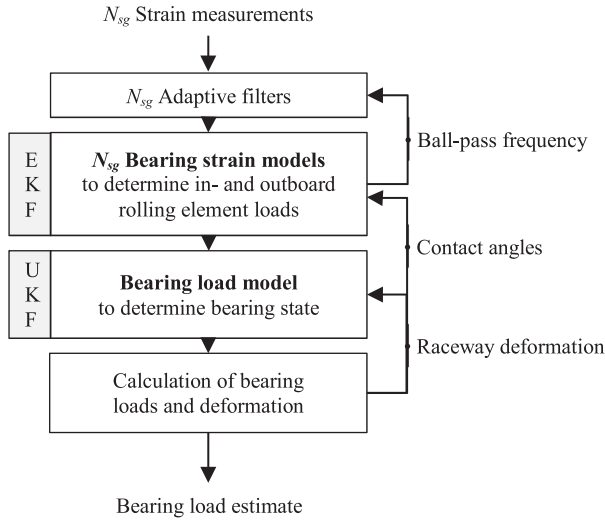 N_sg Strain measurements
N_sg Adaptive filters
Ball-pass frequency
E
K
F
N_sg Bearing strain models
to determine in- and outboard
rolling element loads
Contact angles
U
K
F
Bearing load model
to determine bearing state
Raceway deformation
Calculation of bearing
loads and deformation
Bearing load estimate